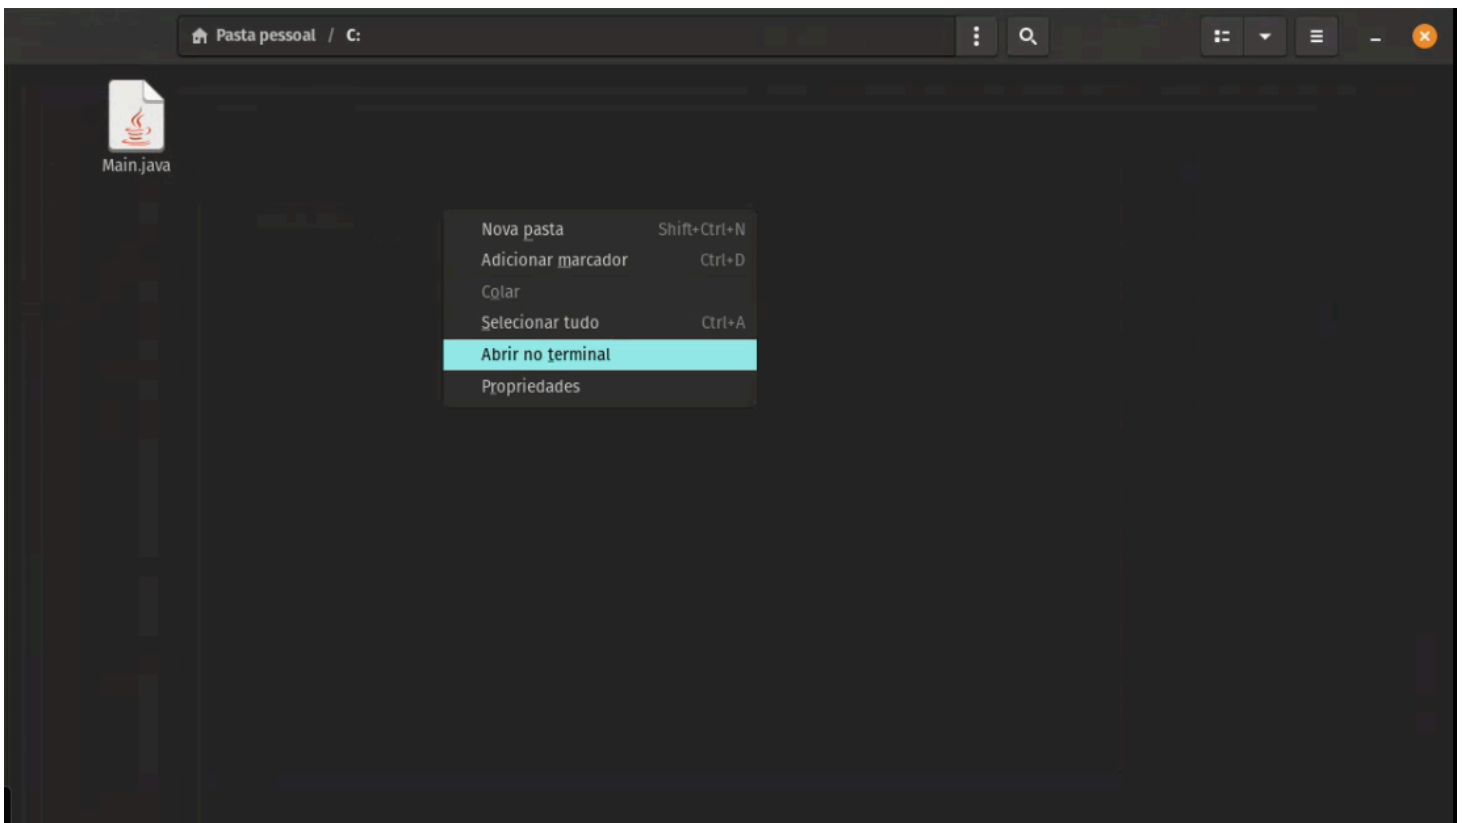 Pasta pessoal / C:
Main.java
Nova pasta Shift+Ctrl+N
Adicionar marcador Ctrl+D
Colar
Selecionar tudo Ctrl+A
Abrir no terminal
Propriedades